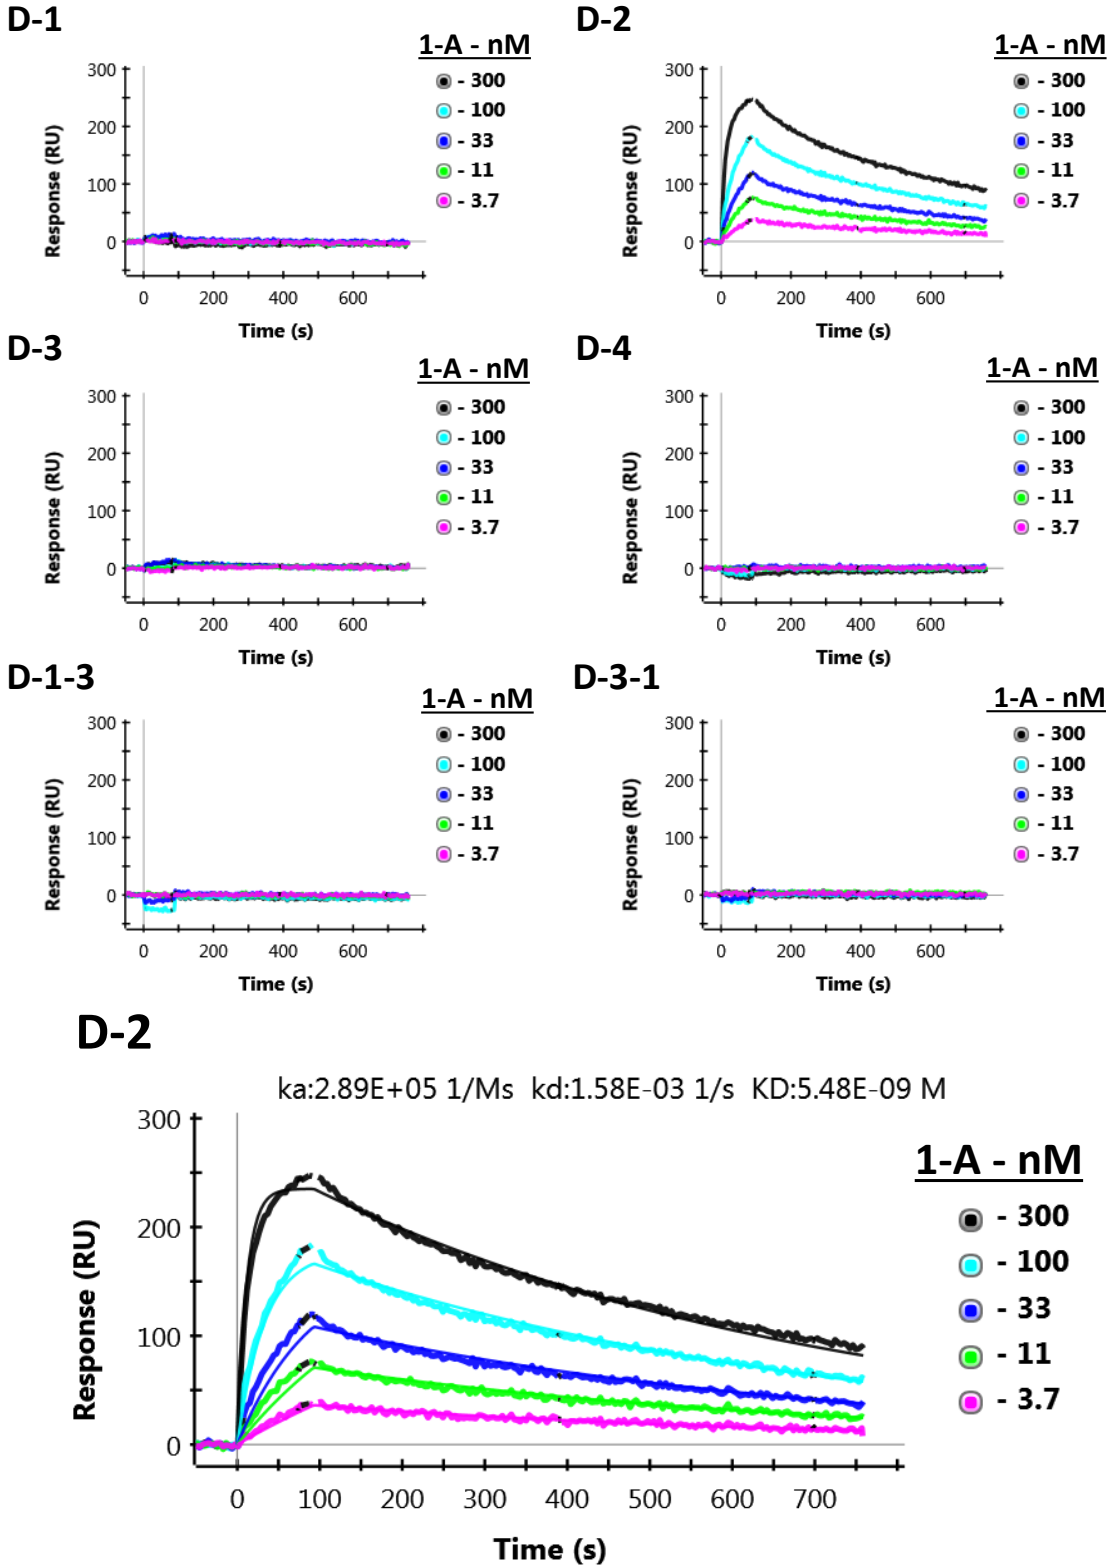 D-1
1-A - nM
- 300
- 100
- 33
- 11
- 3.7
300
200
100
0
Response (RU)
0 200 400 600
Time (s)
D-2
1-A - nM
- 300
- 100
- 33
- 11
- 3.7
300
200
100
0
Response (RU)
0 200 400 600
Time (s)
D-3
1-A - nM
- 300
- 100
- 33
- 11
- 3.7
300
200
100
0
Response (RU)
0 200 400 600
Time (s)
D-4
1-A - nM
- 300
- 100
- 33
- 11
- 3.7
300
200
100
0
Response (RU)
0 200 400 600
Time (s)
D-1-3
1-A - nM
- 300
- 100
- 33
- 11
- 3.7
300
200
100
0
Response (RU)
0 200 400 600
Time (s)
D-3-1
1-A - nM
- 300
- 100
- 33
- 11
- 3.7
300
200
100
0
Response (RU)
0 200 400 600
Time (s)
D-2
ka:2.89E+05 1/Ms kd:1.58E-03 1/s KD:5.48E-09 M
1-A - nM
- 300
- 100
- 33
- 11
- 3.7
300
200
100
0
Response (RU)
0 100 200 300 400 500 600 700
Time (s)